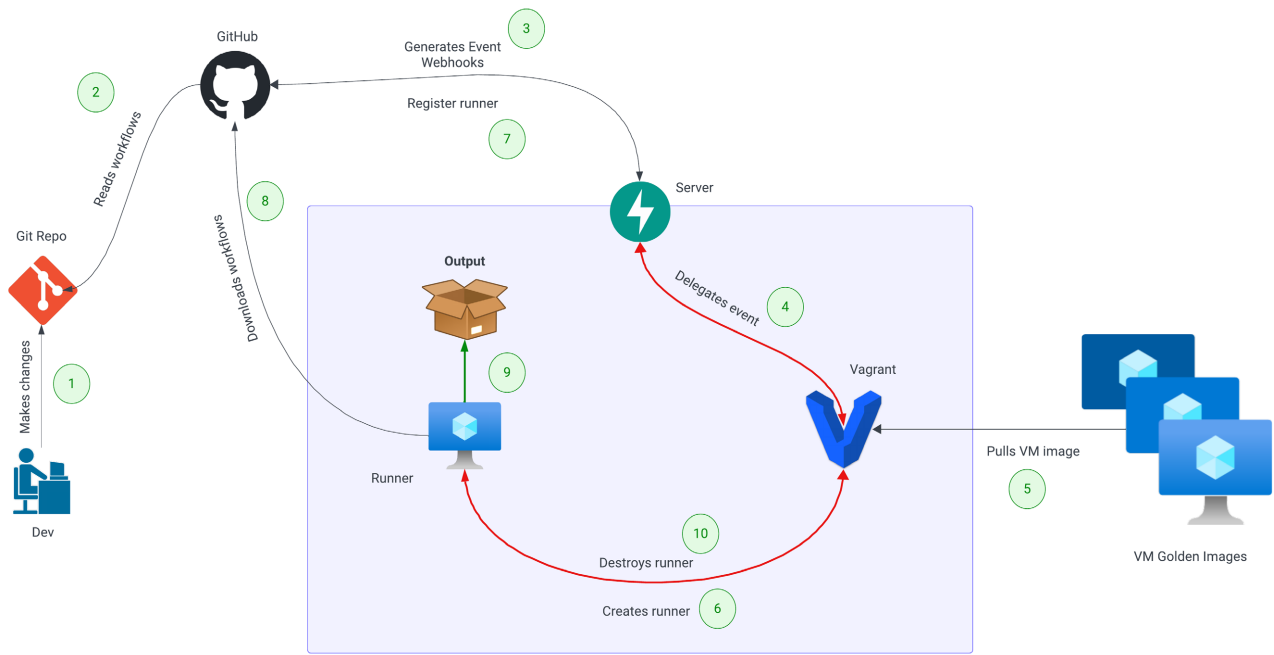 3
GitHub
Generates Event
Webhooks
2
Register runner
7
Reads workflows
Server
8
Git Repo
Downloads workflows
Output
Delegates event
4
Makes changes
1
9
Vagrant
Pulls VM image
5
Runner
Dev
10
Destroys runner
VM Golden Images
Creates runner
6